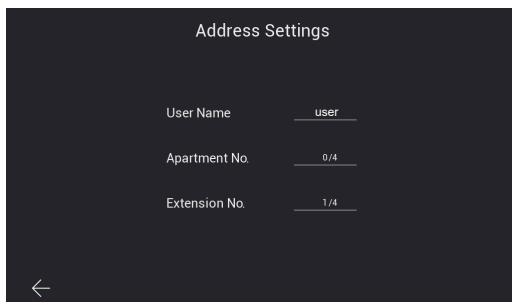 Address Settings
User Name user
Apartment No. 0/4
Extension No. 1/4